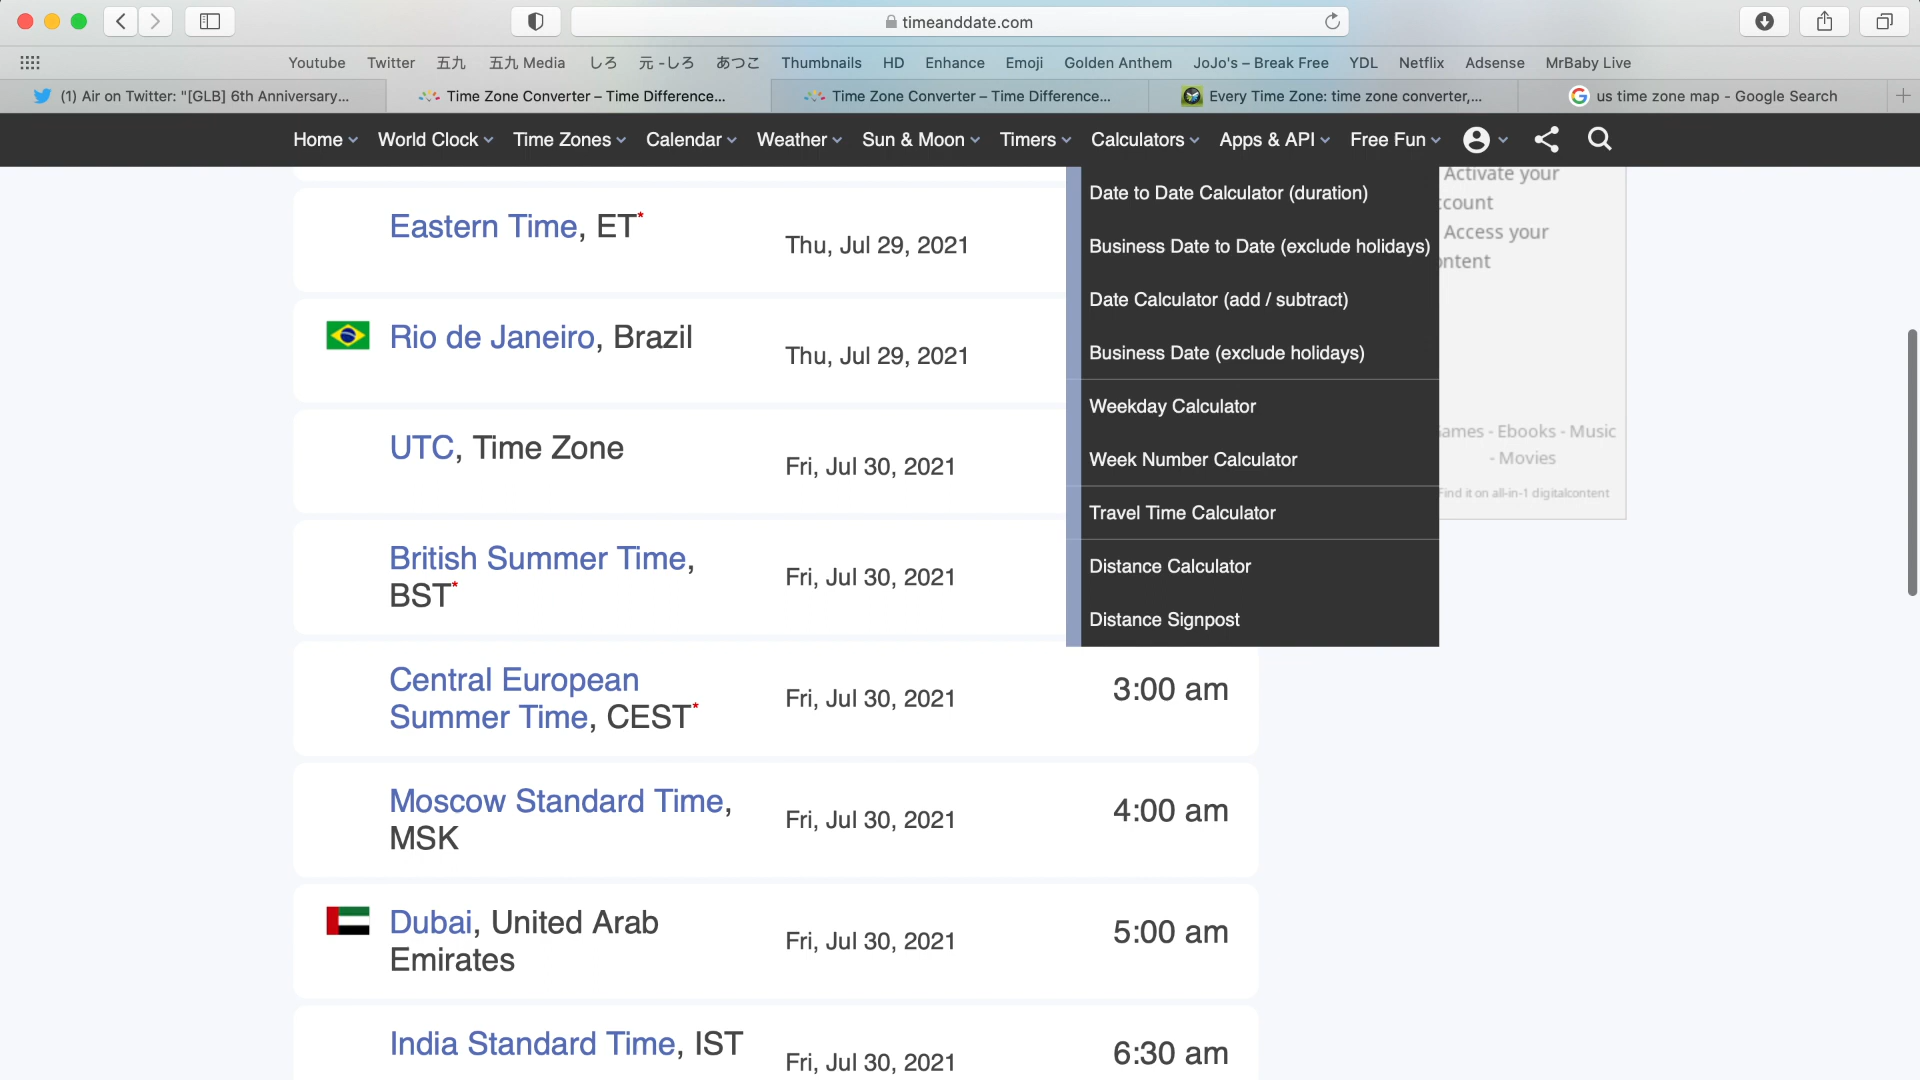 timeanddate.com
Youtube Twitter 五九 五九 Media しろ 元 -しろ あつこ Thumbnails HD Enhance Emoji Golden Anthem JoJo's – Break Free YDL Netflix Adsense MrBaby Live
(1) Air on Twitter: "[GLB] 6th Anniversary...
Time Zone Converter – Time Difference...
Time Zone Converter – Time Difference...
Every Time Zone: time zone converter,...
us time zone map - Google Search
Home World Clock Time Zones Calendar Weather Sun & Moon Timers Calculators Apps & API Free Fun
Date to Date Calculator (duration)
Business Date to Date (exclude holidays)
Date Calculator (add / subtract)
Business Date (exclude holidays)
Weekday Calculator
Week Number Calculator
Travel Time Calculator
Distance Calculator
Distance Signpost
Activate your
ccount
Access your
ontent
ames - Ebooks - Music
- Movies
Find it on all-in-1 digitalcontent
Eastern Time, ET*
Thu, Jul 29, 2021
Rio de Janeiro, Brazil
Thu, Jul 29, 2021
UTC, Time Zone
Fri, Jul 30, 2021
British Summer Time,
BST*
Fri, Jul 30, 2021
Central European
Summer Time, CEST*
Fri, Jul 30, 2021
3:00 am
Moscow Standard Time,
MSK
Fri, Jul 30, 2021
4:00 am
Dubai, United Arab
Emirates
Fri, Jul 30, 2021
5:00 am
India Standard Time, IST
Fri, Jul 30, 2021
6:30 am